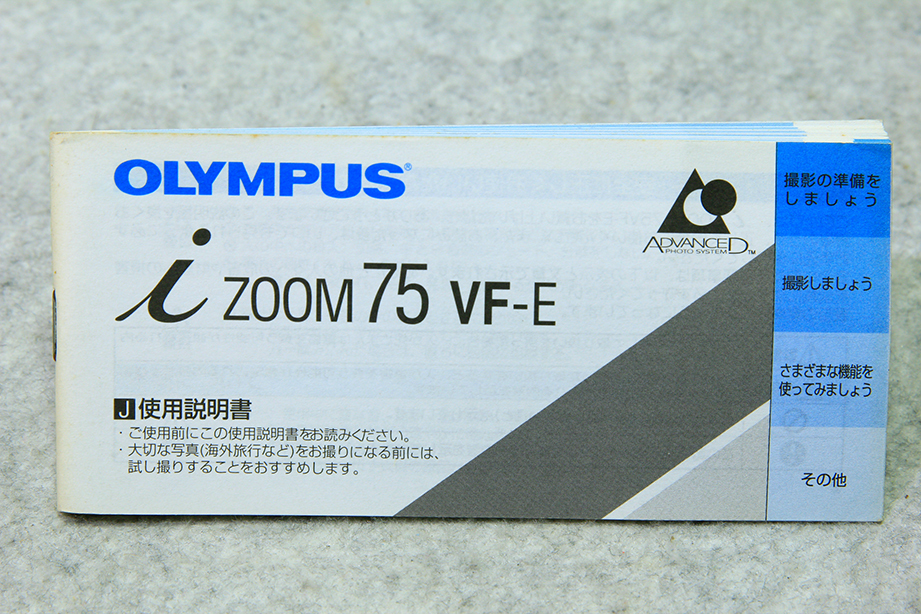 OLYMPUS®
i ZOOM 75 VF-E
ADVANCED™
PHOTO SYSTEM
J 使用説明書
・ご使用前にこの使用説明書をお読みください。
・大切な写真(海外旅行など)をお撮りになる前には、
試し撮りすることをおすすめします。
撮影の準備を
しましょう
撮影しましょう
さまざまな機能を
使ってみましょう
その他